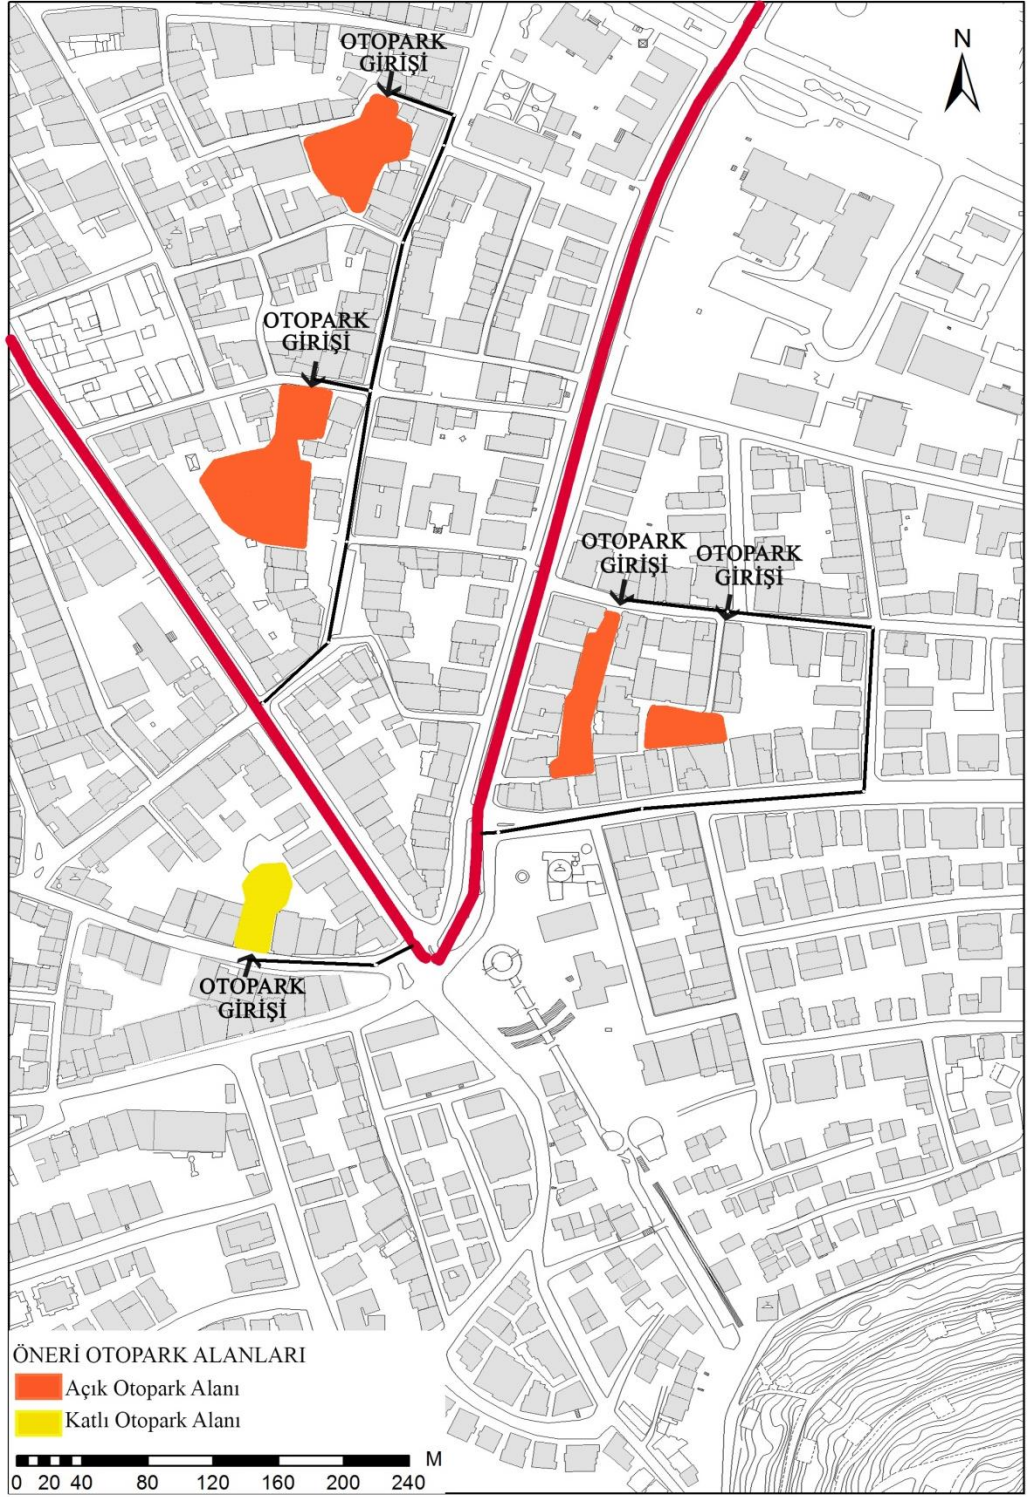 OTOPARK
GİRİŞİ
N
OTOPARK
GİRİŞİ
OTOPARK
GİRİŞİ
OTOPARK
GİRİŞİ
OTOPARK
GİRİŞİ
ÖNERİ OTOPARK ALANLARI
Açık Otopark Alanı
Katlı Otopark Alanı
M
0 20 40 80 120 160 200 240